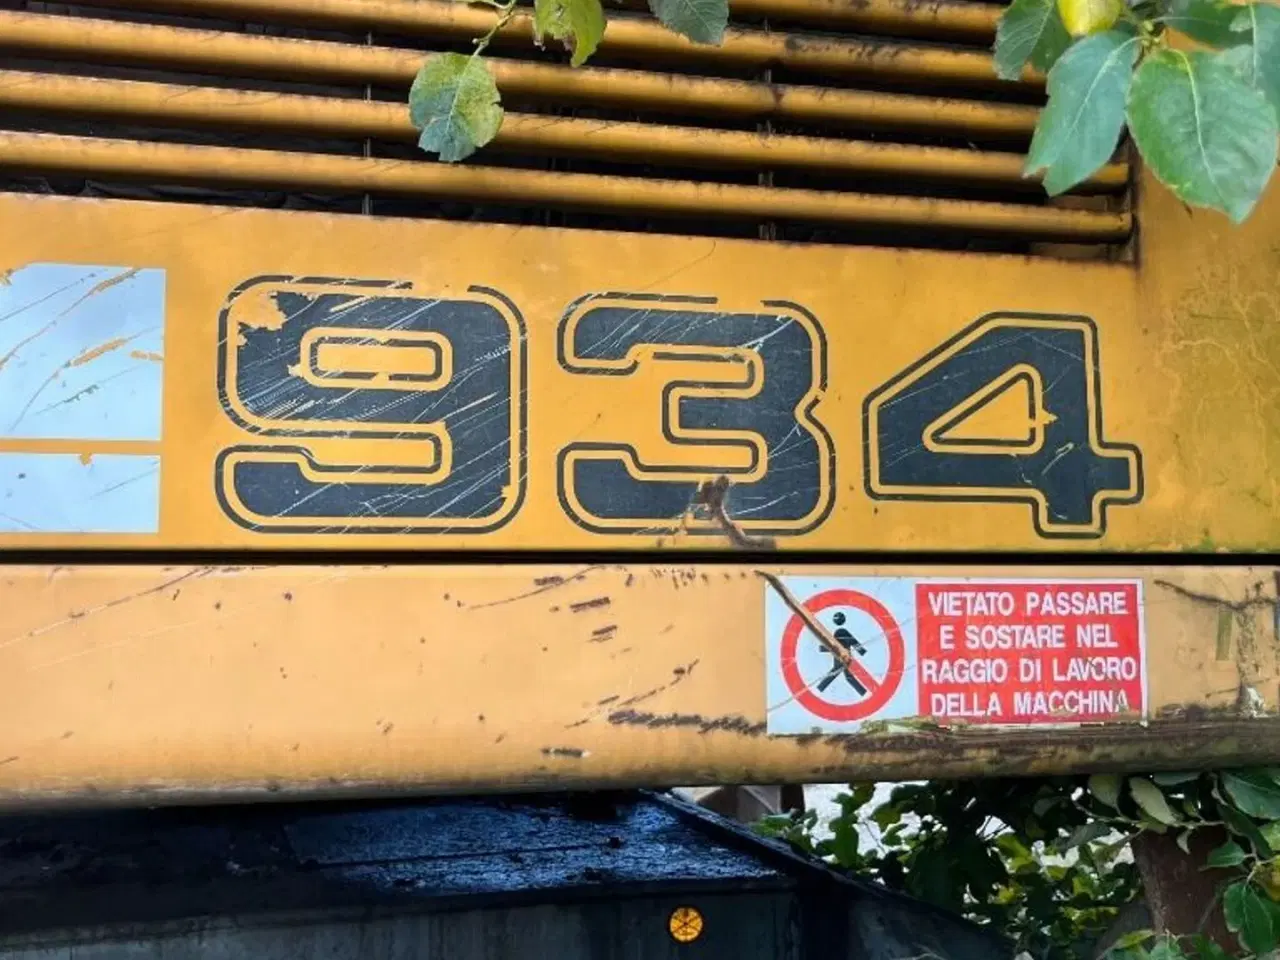 934
VIETATO PASSARE
E SOSTARE NEL
RAGGIO DI LAVORO
DELLA MACCHINA